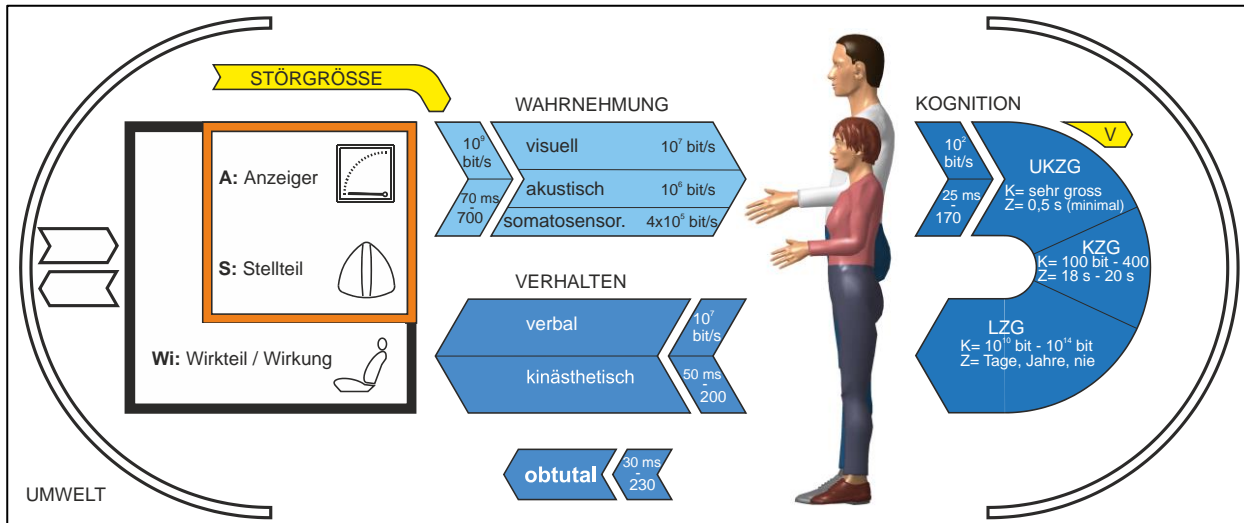 STÖRGRÖSSE
WAHRNEHMUNG
KOGNITION
A: Anzeiger
S: Stellteil
Wi: Wirkteil / Wirkung
10⁹
bit/s
70 ms
-
700
visuell 10⁷ bit/s
akustisch 10⁶ bit/s
somatosensor. 4x10⁵ bit/s
VERHALTEN
verbal
kinästhetisch
10⁷
bit/s
50 ms
-
200
obtutal
30 ms
-
230
10²
bit/s
25 ms
-
170
V
UKZG
K= sehr gross
Z= 0,5 s (minimal)
KZG
K= 100 bit - 400
Z= 18 s - 20 s
LZG
K= 10¹⁰ bit - 10¹⁴ bit
Z= Tage, Jahre, nie
UMWELT